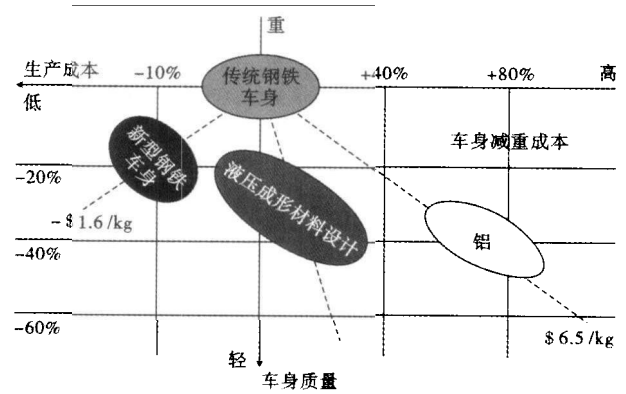 重
生产成本
-10%
传统钢铁
车身
+40%
+80%
高
低
新型钢铁
车身
车身减重成本
液压成形材料设计
-20%
-$1.6/kg
铝
-40%
-60%
$6.5/kg
轻
车身质量